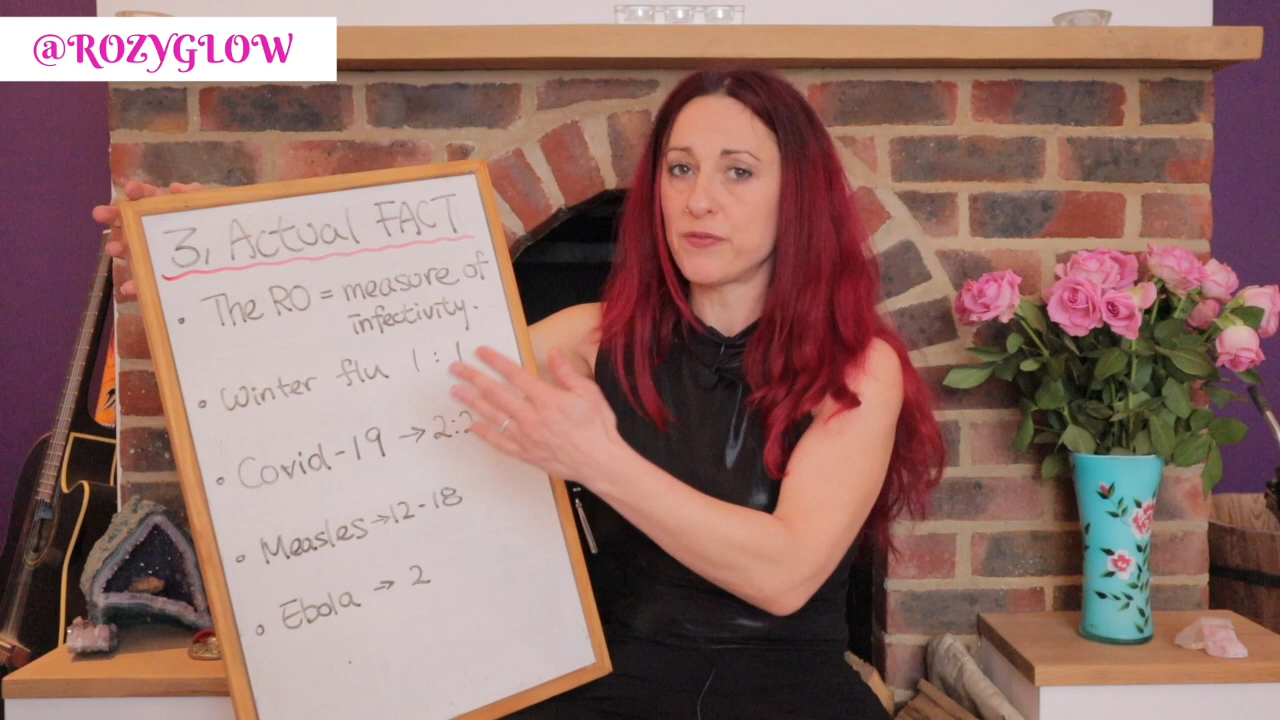 @ROZYGLOW
3, Actual FACT
• The RO = measure of
infectivity.
• Winter flu 1:1
• Covid-19 → 2:2
• Measles → 12-18
• Ebola → 2